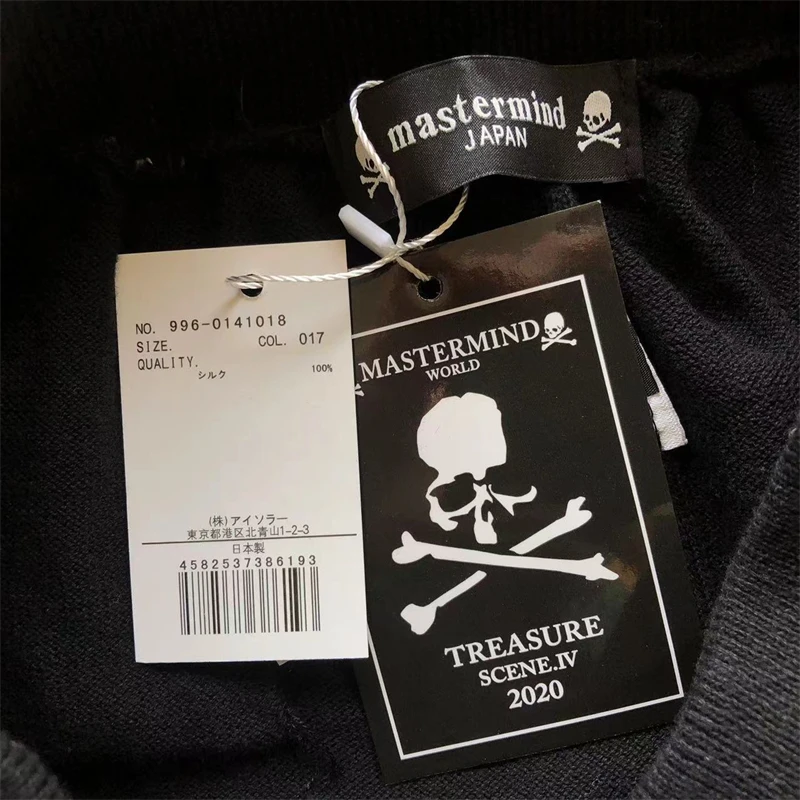 mastermind
JAPAN
NO. 996-0141018
SIZE. COL. 017
QUALITY.
シルク 100%
(株)アイソラー
東京都港区北青山1-2-3
日本製
4582537386193
MASTERMIND
WORLD
TREASURE
SCENE.IV
2020